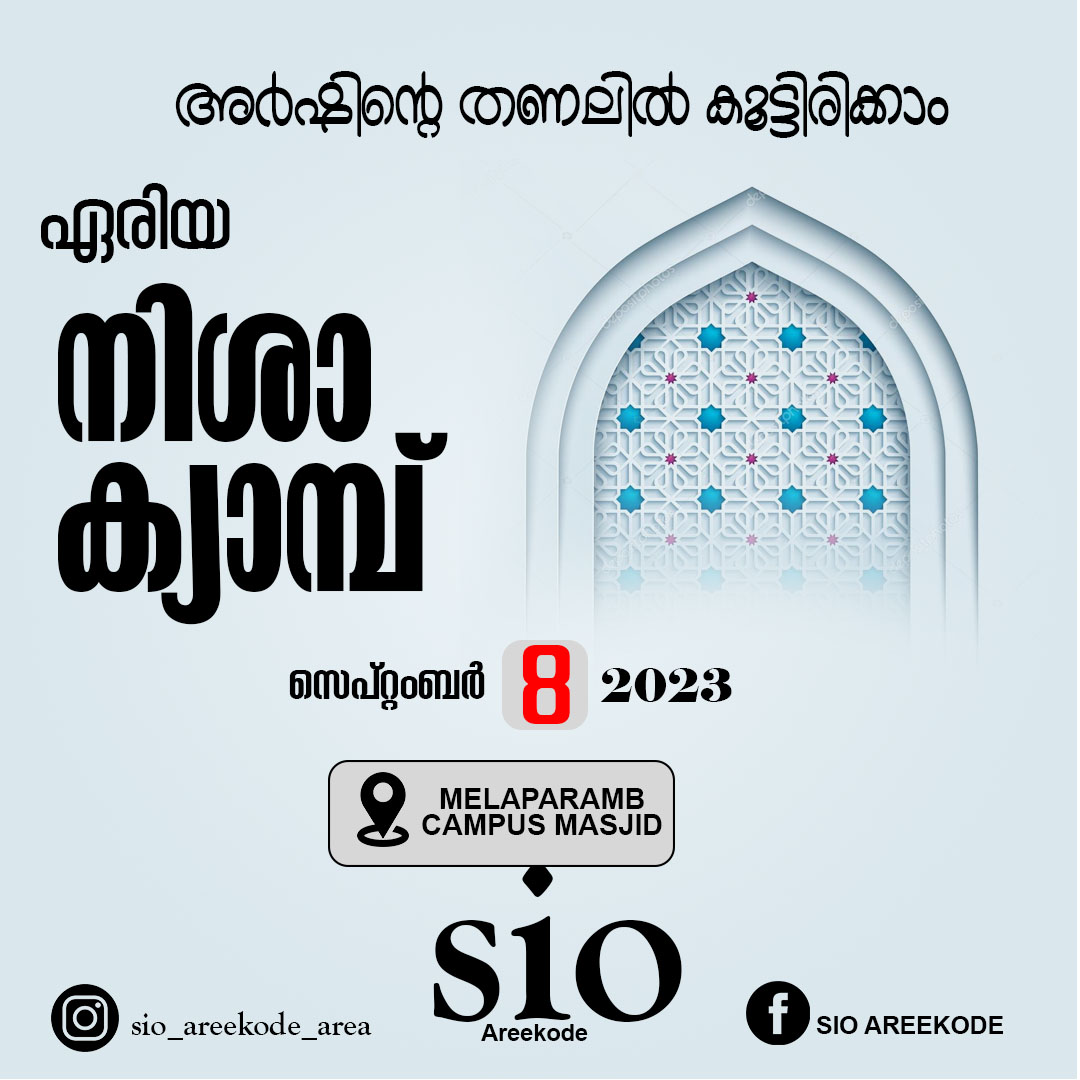 അർഷിന്റെ തണലിൽ കൂട്ടിരിക്കാം
ഏരിയ
നിശാ
ക്യാമ്പ്
സെപ്റ്റംബർ 8 2023
MELAPARAMB
CAMPUS MASJID
sio
Areekode
sio_areekode_area
SIO AREEKODE